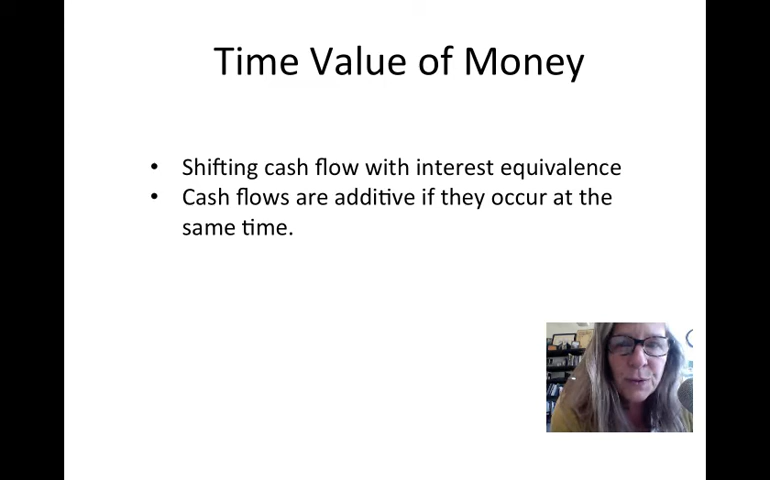 Time Value of Money
• Shifting cash flow with interest equivalence
• Cash flows are additive if they occur at the
same time.